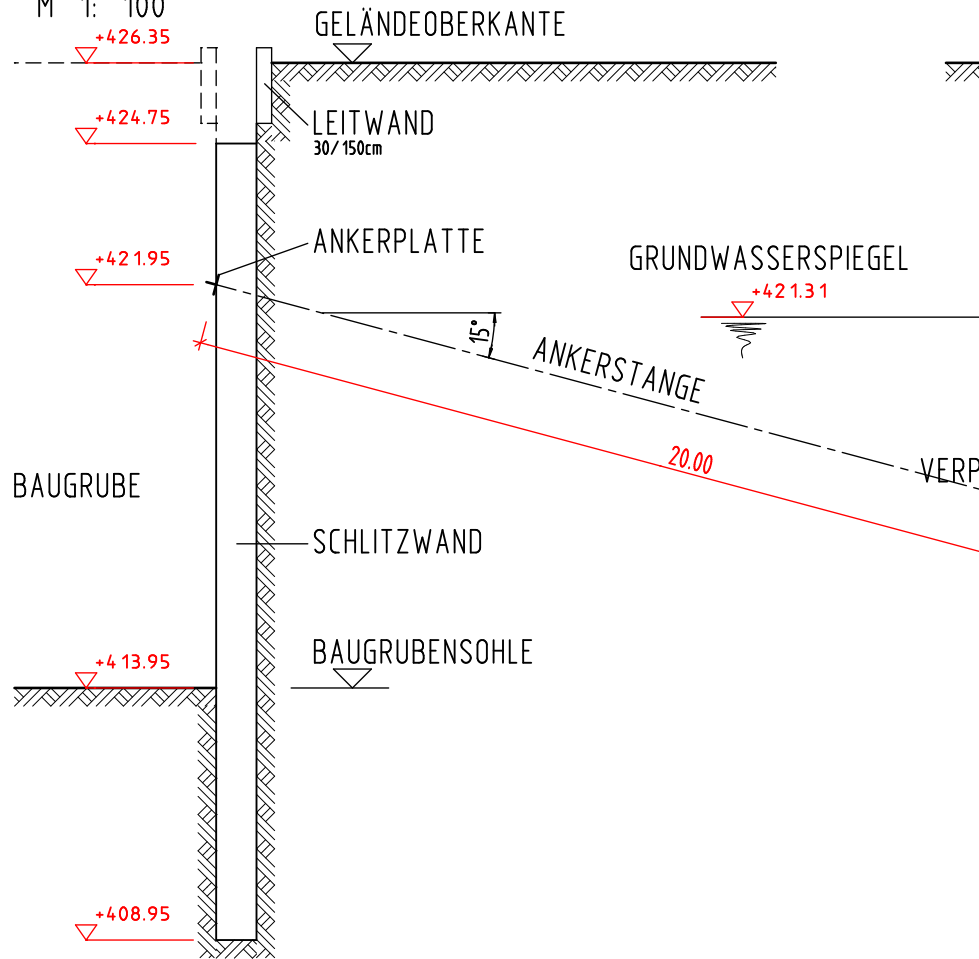 M 1: 100
GELÄNDEOBERKANTE
+426.35
+424.75
LEITWAND
30/150cm
ANKERPLATTE
+421.95
GRUNDWASSERSPIEGEL
+421.31
15°
ANKERSTANGE
20.00
VERP
BAUGRUBE
SCHLITZWAND
BAUGRUBENSOHLE
+413.95
+408.95